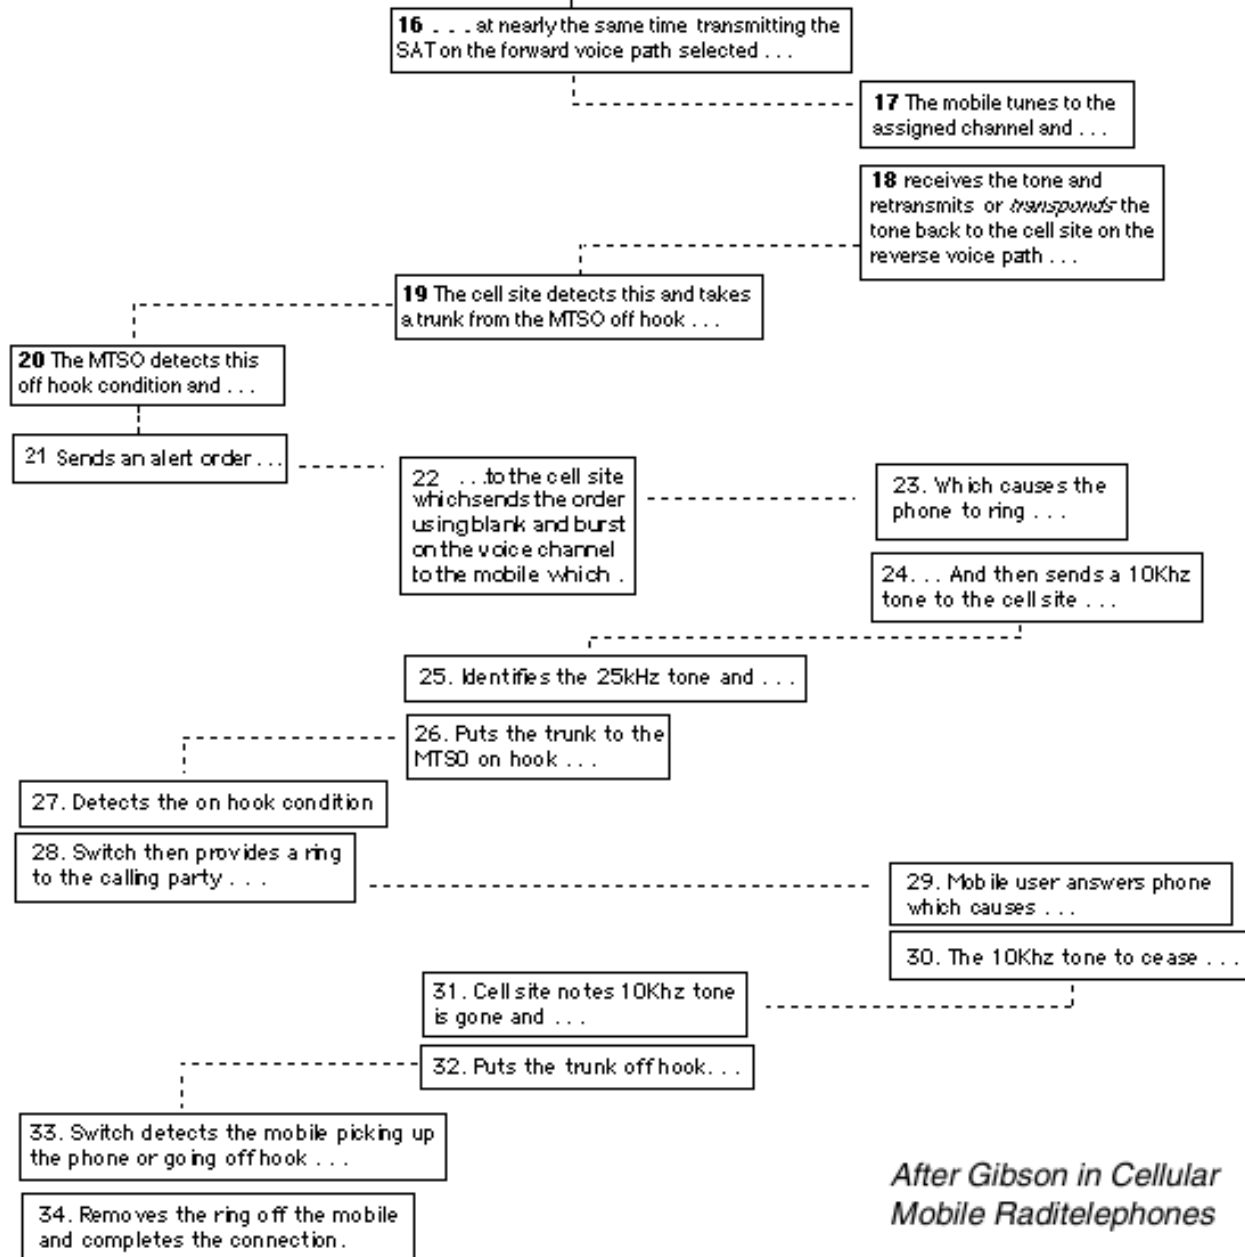 16 . . . at nearly the same time transmitting the
SAT on the forward voice path selected . . .
17 The mobile tunes to the
assigned channel and . . .
18 receives the tone and
retransmits or transponds the
tone back to the cell site on the
reverse voice path . . .
19 The cell site detects this and takes
a trunk from the MTSO off hook . . .
20 The MTSO detects this
off hook condition and . . .
21 Sends an alert order . . .
22 . . . to the cell site
which sends the order
using blank and burst
on the voice channel
to the mobile which .
23. Which causes the
phone to ring . . .
24. . . And then sends a 10Khz
tone to the cell site . . .
25. Identifies the 25kHz tone and . . .
26. Puts the trunk to the
MTSO on hook . . .
27. Detects the on hook condition
28. Switch then provides a ring
to the calling party . . .
29. Mobile user answers phone
which causes . . .
30. The 10Khz tone to cease . . .
31. Cell site notes 10Khz tone
is gone and . . .
32. Puts the trunk off hook. . .
33. Switch detects the mobile picking up
the phone or going off hook . . .
34. Removes the ring off the mobile
and completes the connection.
After Gibson in Cellular
Mobile Raditelephones